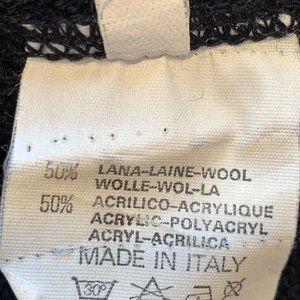 50% LANA-LAINE-WOOL
WOLLE-WOL-LA
50% ACRILICO-ACRYLIQUE
ACRYLIC-POLYACRYL
ACRYL-ACRILICA
MADE IN ITALY
30°